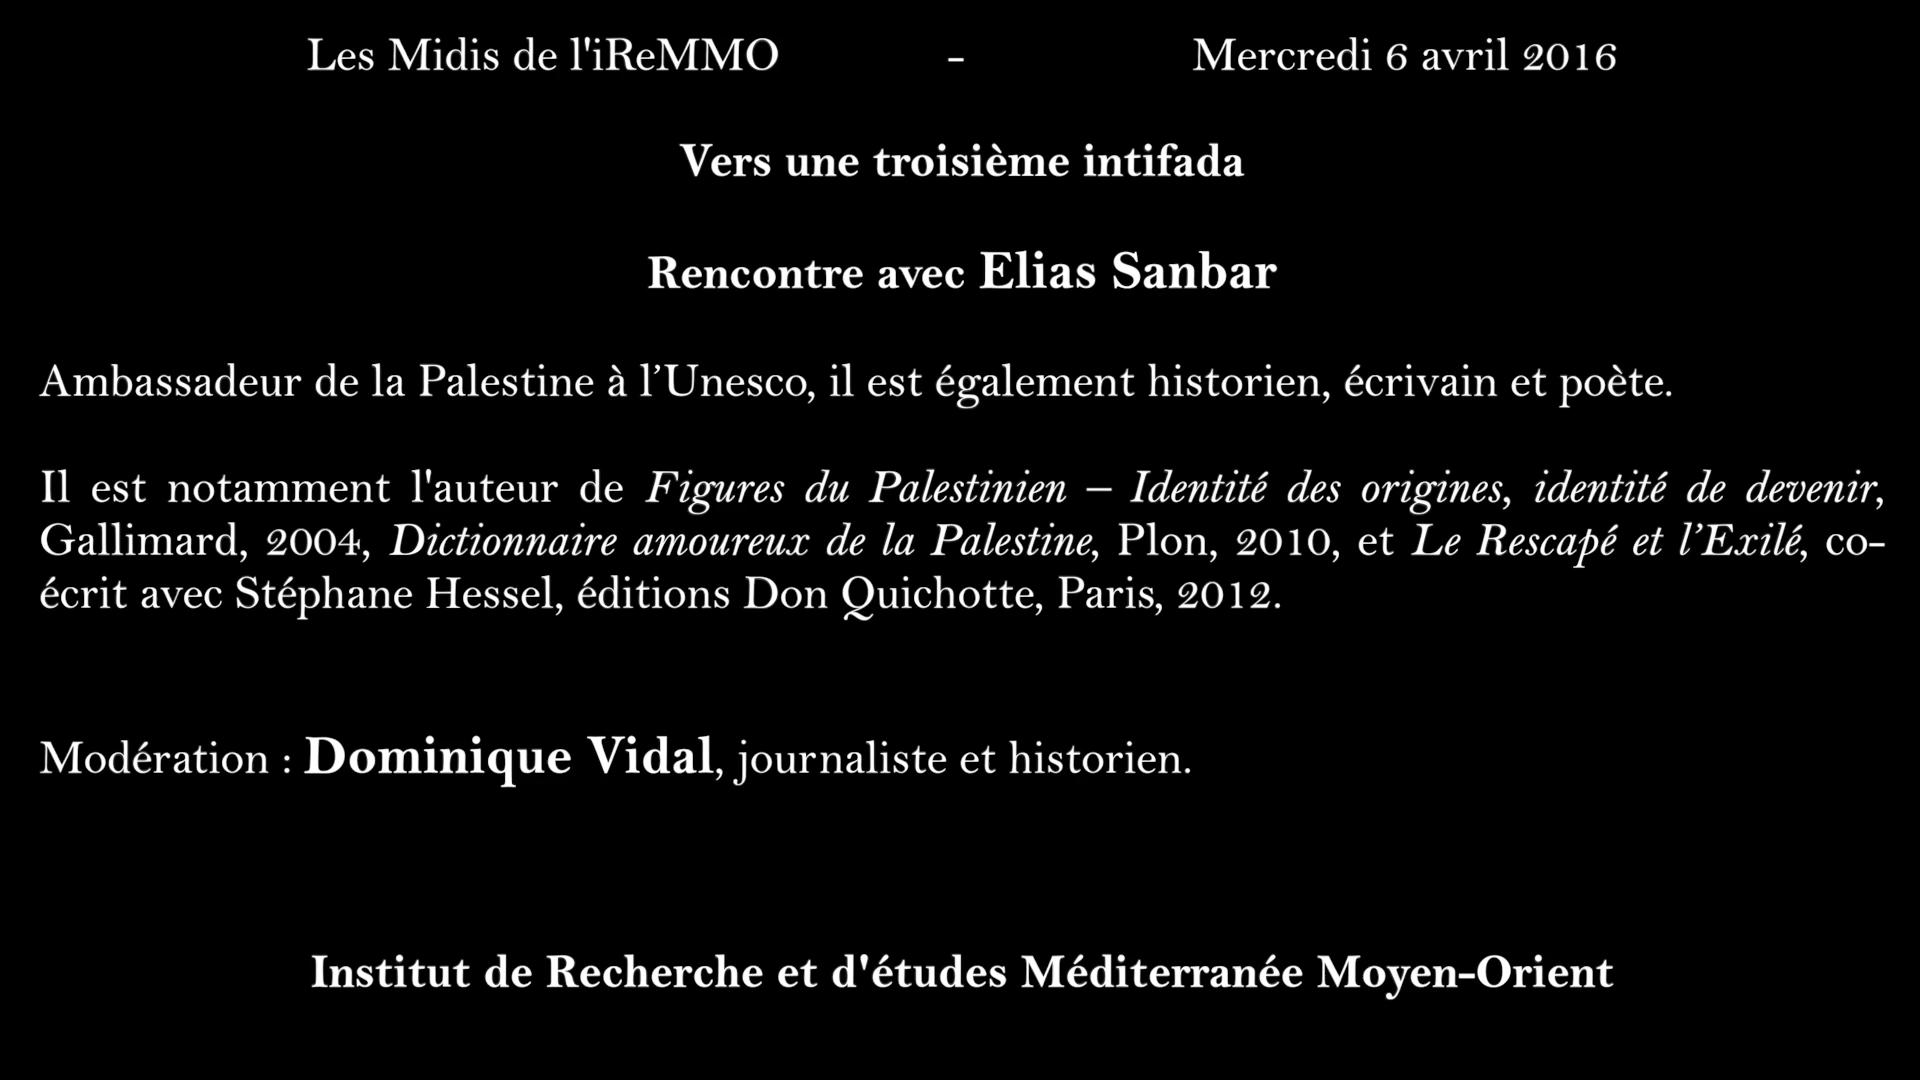 Les Midis de l'iReMMO - Mercredi 6 avril 2016
Vers une troisième intifada
Rencontre avec Elias Sanbar
Ambassadeur de la Palestine à l’Unesco, il est également historien, écrivain et poète.
Il est notamment l'auteur de Figures du Palestinien – Identité des origines, identité de devenir,
Gallimard, 2004, Dictionnaire amoureux de la Palestine, Plon, 2010, et Le Rescapé et l’Exilé, co-
écrit avec Stéphane Hessel, éditions Don Quichotte, Paris, 2012.
Modération : Dominique Vidal, journaliste et historien.
Institut de Recherche et d'études Méditerranée Moyen-Orient